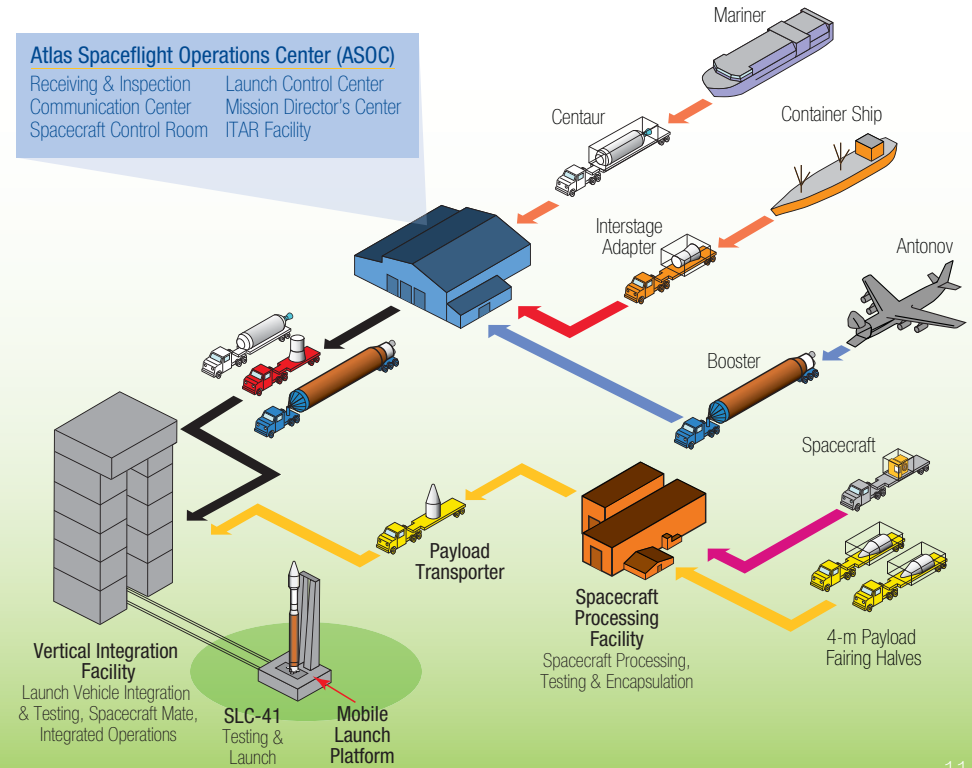 Atlas Spaceflight Operations Center (ASOC)
Receiving & Inspection
Communication Center
Spacecraft Control Room
Launch Control Center
Mission Director's Center
ITAR Facility
Mariner
Centaur
Container Ship
Interstage
Adapter
Antonov
Booster
Spacecraft
Payload
Transporter
Spacecraft
Processing
Facility
Spacecraft Processing,
Testing & Encapsulation
4-m Payload
Fairing Halves
Vertical Integration
Facility
Launch Vehicle Integration
& Testing, Spacecraft Mate,
Integrated Operations
SLC-41
Testing &
Launch
Mobile
Launch
Platform
11